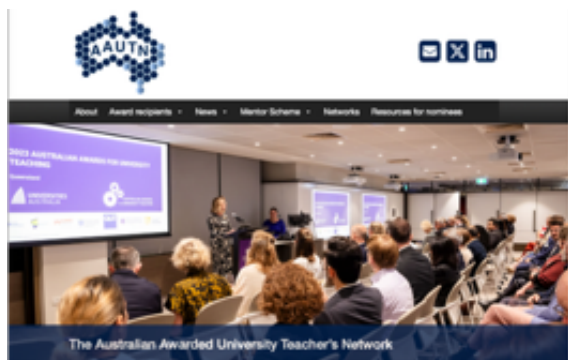 AAUTN
About Award recipients News Mentor Scheme Networks Resources for nominees
2023 AUSTRALIAN AWARDS FOR UNIVERSITY
TEACHING
UNIVERSITIES
AUSTRALIA
The Australian Awarded University Teacher's Network